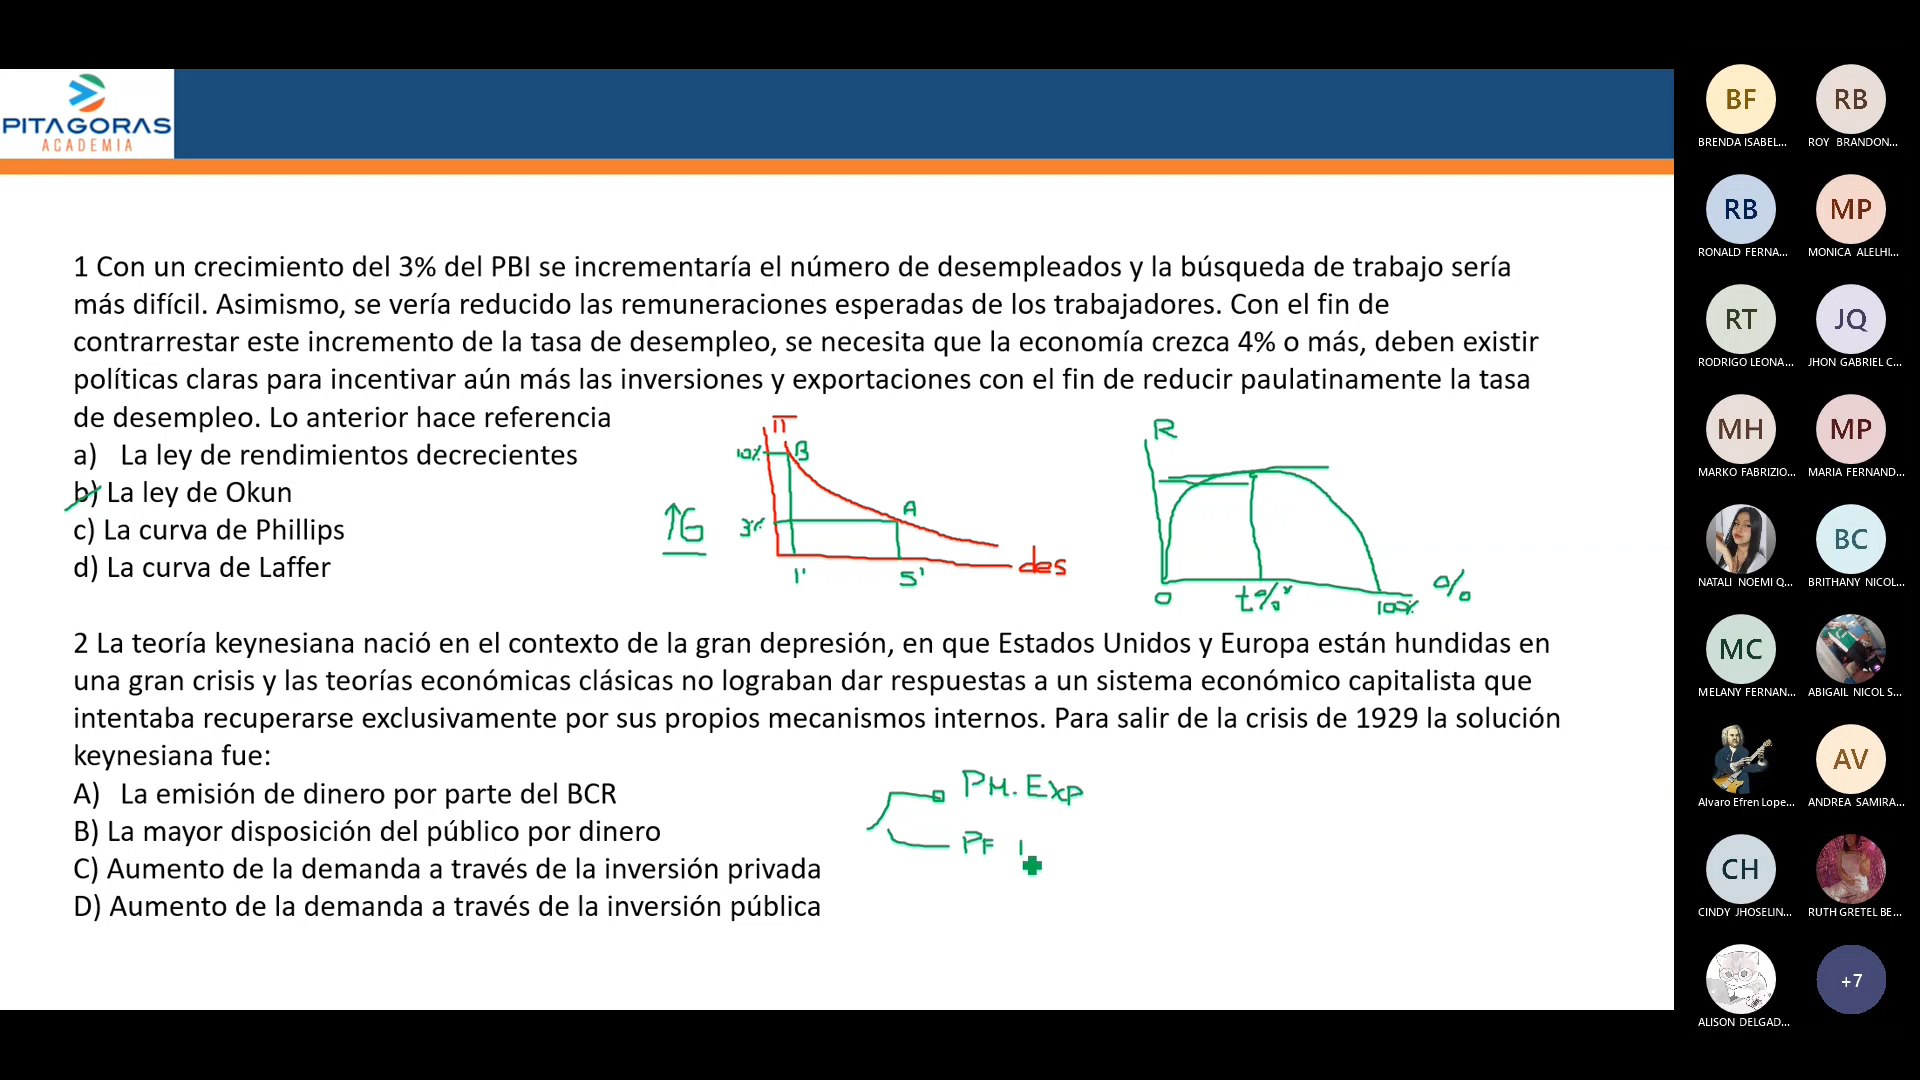 PITAGORAS
ACADEMIA
1 Con un crecimiento del 3% del PBI se incrementaría el número de desempleados y la búsqueda de trabajo sería
más difícil. Asimismo, se vería reducido las remuneraciones esperadas de los trabajadores. Con el fin de
contrarrestar este incremento de la tasa de desempleo, se necesita que la economía crezca 4% o más, deben existir
políticas claras para incentivar aún más las inversiones y exportaciones con el fin de reducir paulatinamente la tasa
de desempleo. Lo anterior hace referencia
a) La ley de rendimientos decrecientes
b) La ley de Okun
c) La curva de Phillips
d) La curva de Laffer
π
10%
B
↑G
3%
A
1'
5'
des
R
0
t%*
100%
%
2 La teoría keynesiana nació en el contexto de la gran depresión, en que Estados Unidos y Europa están hundidas en
una gran crisis y las teorías económicas clásicas no lograban dar respuestas a un sistema económico capitalista que
intentaba recuperarse exclusivamente por sus propios mecanismos internos. Para salir de la crisis de 1929 la solución
keynesiana fue:
A) La emisión de dinero por parte del BCR
B) La mayor disposición del público por dinero
C) Aumento de la demanda a través de la inversión privada
D) Aumento de la demanda a través de la inversión pública
PM. EXP
PF
BF
BRENDA ISABEL...
RB
ROY BRANDON...
RB
RONALD FERNA...
MP
MONICA ALELHI...
RT
RODRIGO LEONA...
JQ
JHON GABRIEL C...
MH
MARKO FABRIZIO...
MP
MARIA FERNAND...
NATALI NOEMI Q...
BC
BRITHANY NICOL...
MC
MELANY FERNAN...
ABIGAIL NICOL S...
Alvaro Efren Lope...
AV
ANDREA SAMIRA...
CH
CINDY JHOSELIN...
RUTH GRETEL BE...
ALISON DELGAD...
+7